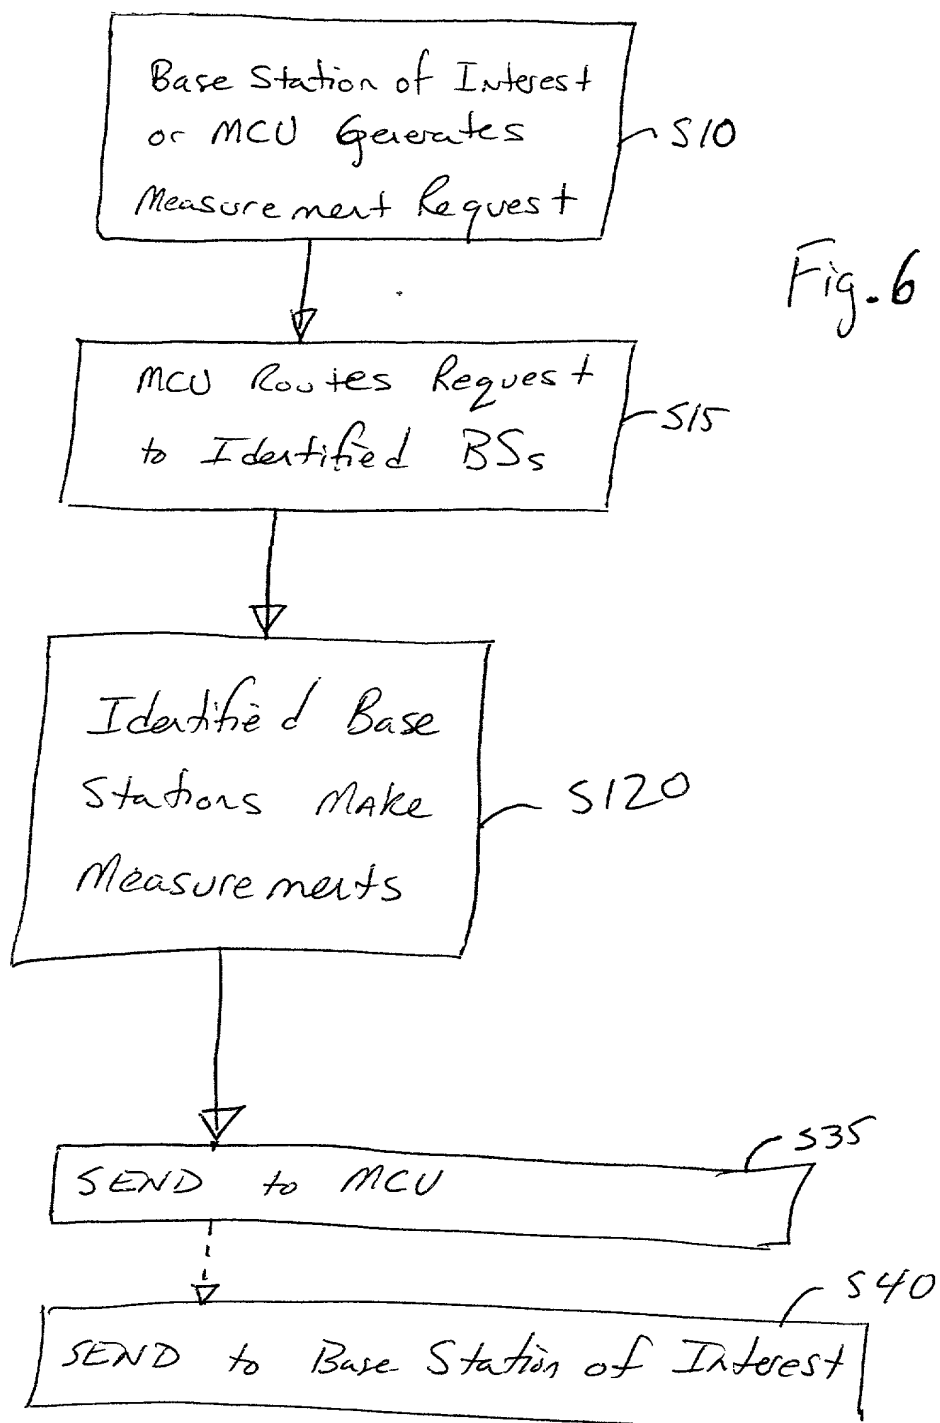 Base Station of Interest
or MCU Generates
Measurement Request
S10
Fig. 6
MCU Routes Request
to Identified BSs
S15
Identified Base
Stations Make
Measurements
S120
SEND to MCU
S35
SEND to Base Station of Interest
S40